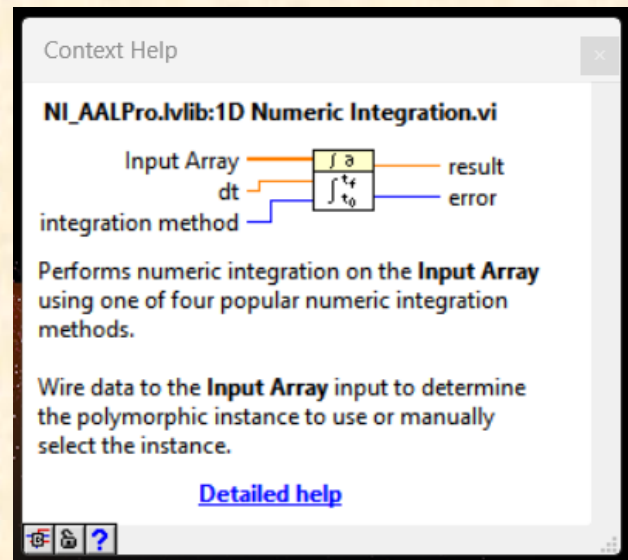 Context Help
NI_AALPro.lvlib:1D Numeric Integration.vi
Input Array
dt
integration method
∫ ∂
∫ tf t0
result
error
Performs numeric integration on the Input Array
using one of four popular numeric integration
methods.
Wire data to the Input Array input to determine
the polymorphic instance to use or manually
select the instance.
Detailed help
?